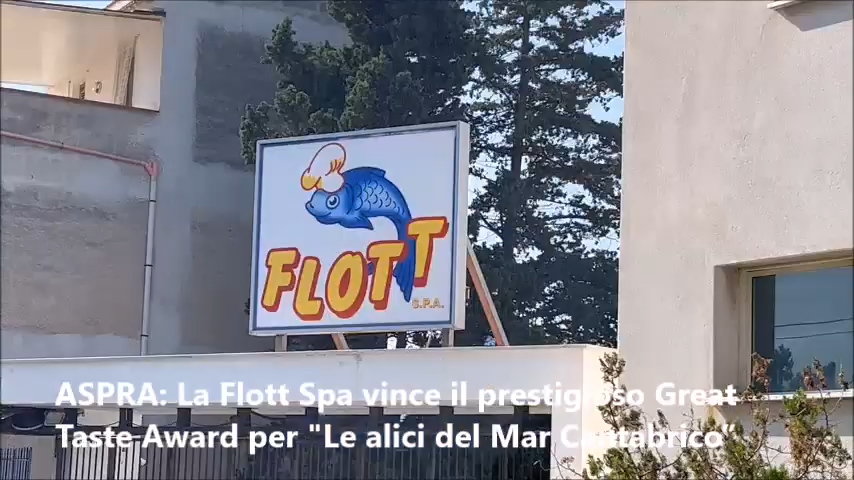 FLOTT
S.P.A.
ASPRA: La Flott Spa vince il prestigioso Great
Taste Award per "Le alici del Mar Cantabrico"